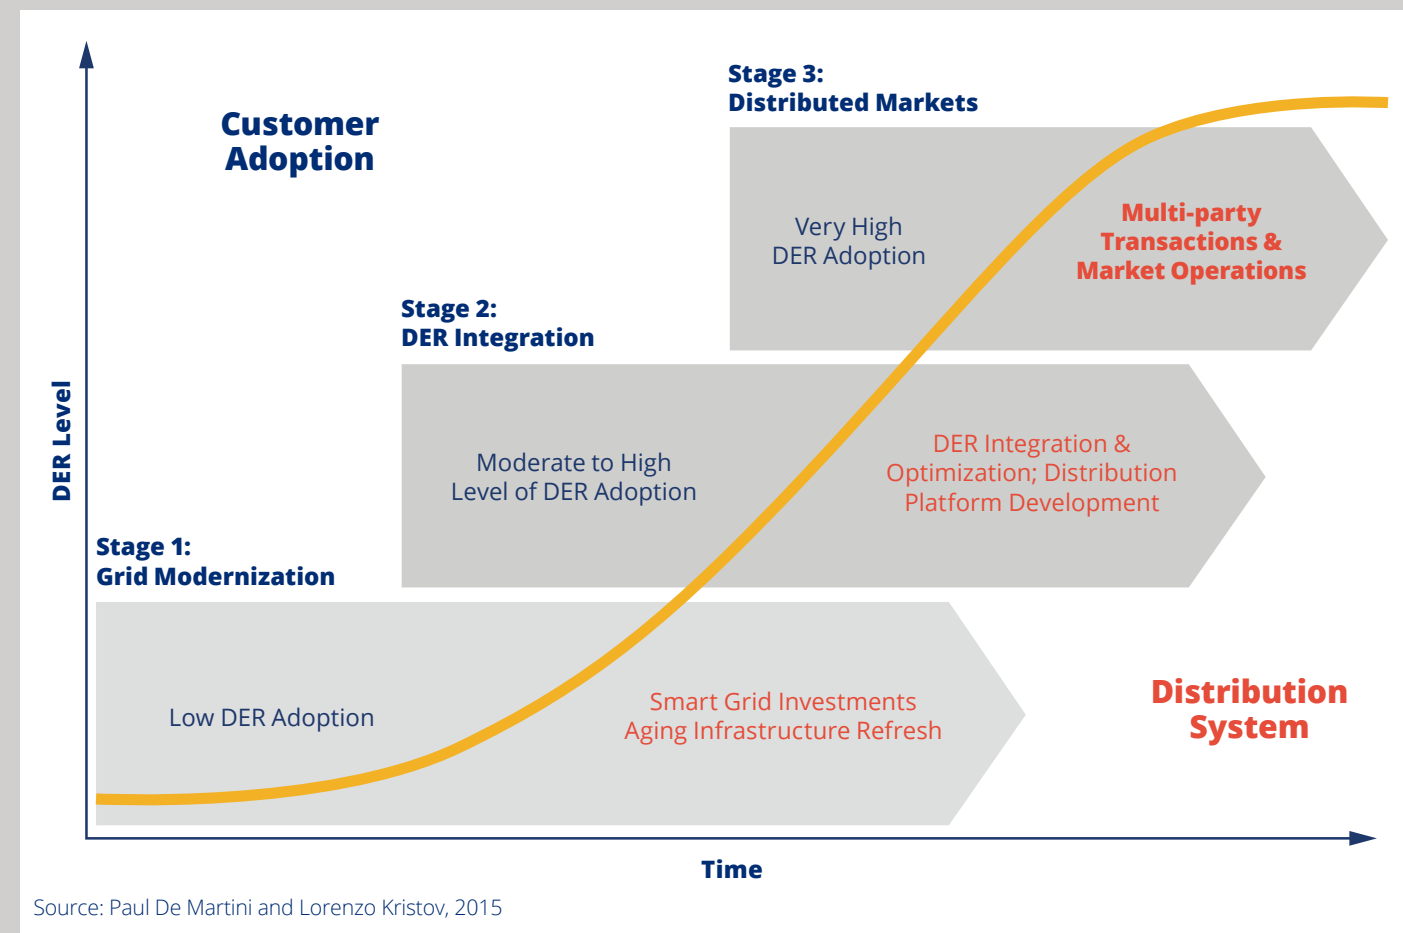 Customer
Adoption
Stage 3:
Distributed Markets
Very High
DER Adoption
Multi-party
Transactions &
Market Operations
Stage 2:
DER Integration
Moderate to High
Level of DER Adoption
DER Integration &
Optimization; Distribution
Platform Development
DER Level
Stage 1:
Grid Modernization
Low DER Adoption
Smart Grid Investments
Aging Infrastructure Refresh
Distribution
System
Time
Source: Paul De Martini and Lorenzo Kristov, 2015